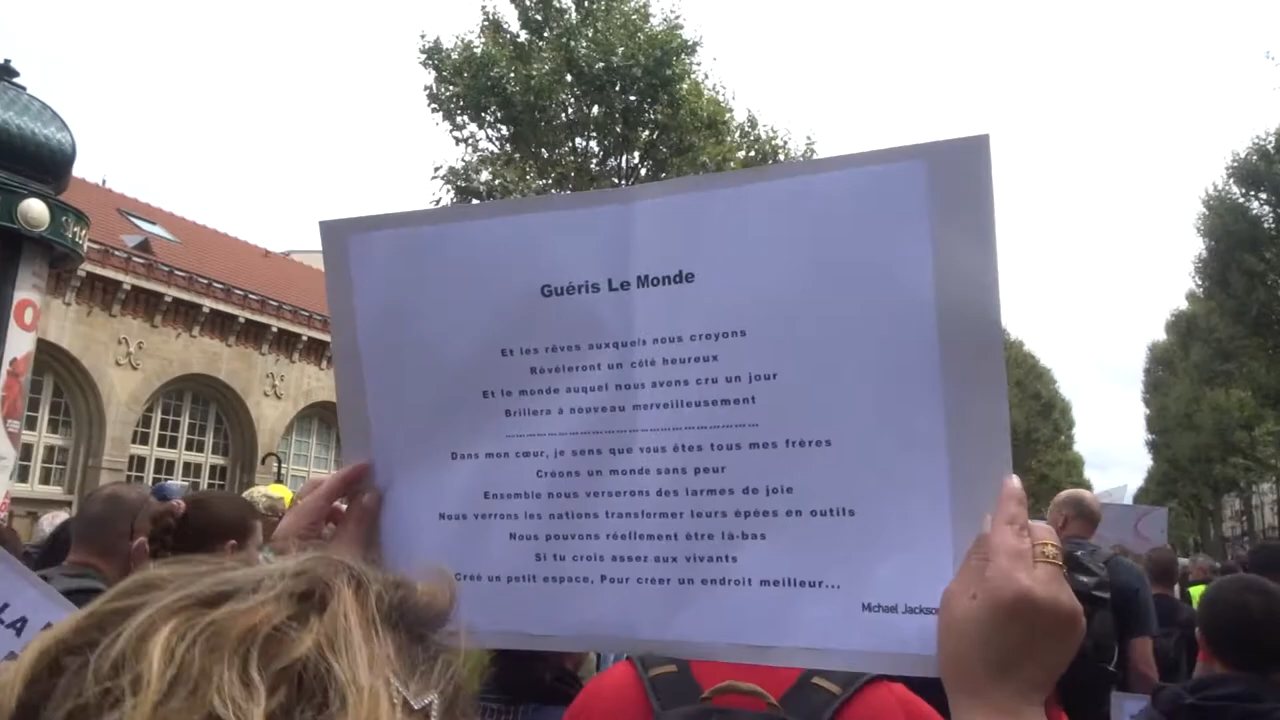 Guéris Le Monde
Et les rêves auxquels nous croyons
Révéleront un côté heureux
Et le monde auquel nous avons cru un jour
Brillera à nouveau merveilleusement
Dans mon cœur, je sens que vous êtes tous mes frères
Créons un monde sans peur
Ensemble nous verserons des larmes de joie
Nous verrons les nations transformer leurs épées en outils
Nous pouvons réellement être là-bas
Si tu crois assez aux vivants
Créé un petit espace, Pour créer un endroit meilleur...
Michael Jackson
LA